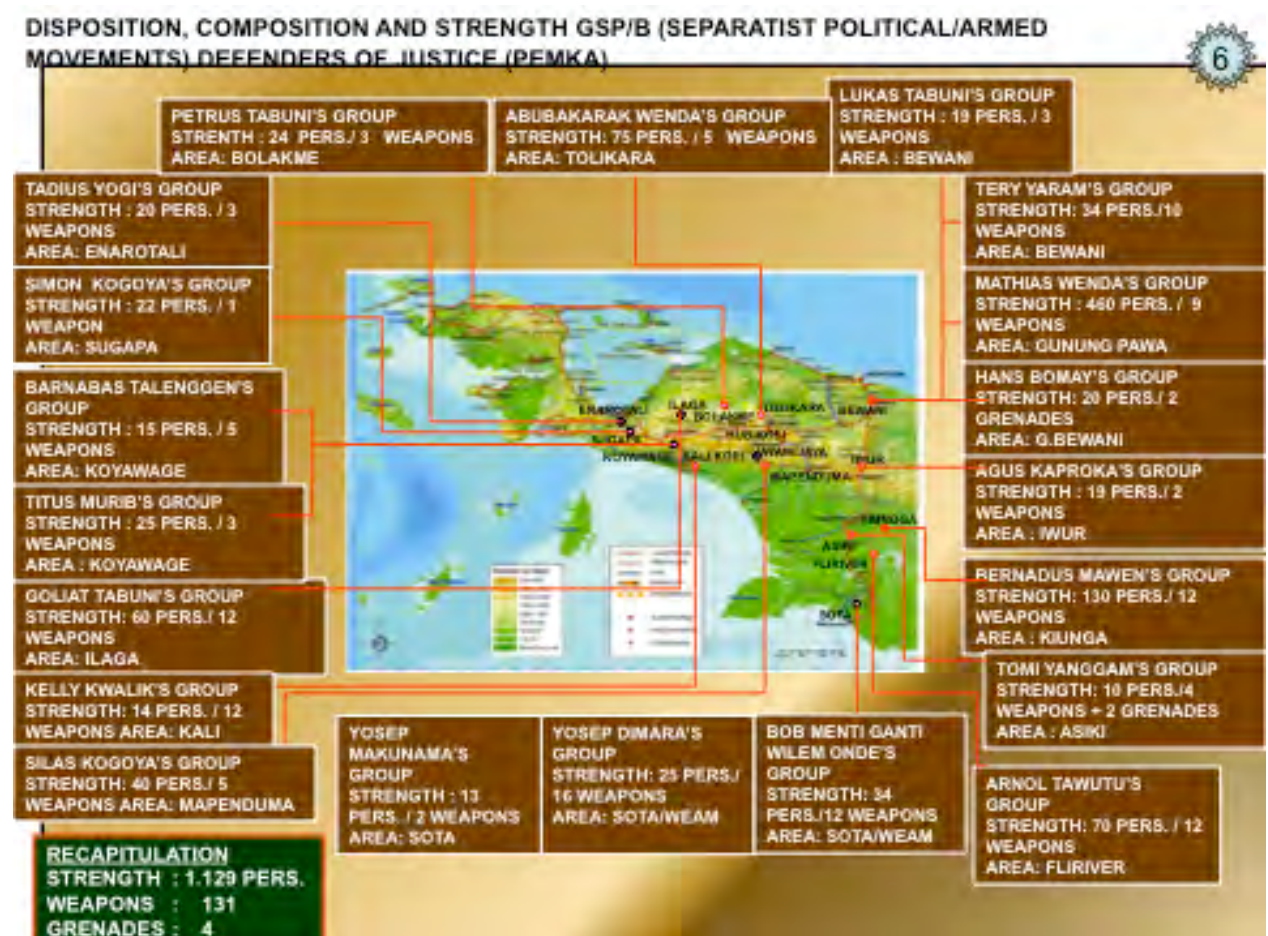 DISPOSITION, COMPOSITION AND STRENGTH GSP/B (SEPARATIST POLITICAL/ARMED
MOVEMENTS) DEFENDERS OF JUSTICE (PEMKA)
6
PETRUS TABUNI'S GROUP
STRENTH : 24 PERS./ 3 WEAPONS
AREA: BOLAKME
ABUBAKARAK WENDA'S GROUP
STRENGTH: 75 PERS. / 5 WEAPONS
AREA: TOLIKARA
LUKAS TABUNI'S GROUP
STRENGTH : 19 PERS. / 3
WEAPONS
AREA : BEWANI
TADIUS YOGI'S GROUP
STRENGTH : 20 PERS. / 3
WEAPONS
AREA: ENAROTALI
SIMON KOGOYA'S GROUP
STRENGTH : 22 PERS. / 1
WEAPON
AREA: SUGAPA
BARNABAS TALENGGEN'S
GROUP
STRENGTH : 15 PERS. / 5
WEAPONS
AREA: KOYAWAGE
TITUS MURIB'S GROUP
STRENGTH : 25 PERS. / 3
WEAPONS
AREA : KOYAWAGE
GOLIAT TABUNI'S GROUP
STRENGTH: 60 PERS./ 12
WEAPONS
AREA: ILAGA
KELLY KWALIK'S GROUP
STRENGTH: 14 PERS. / 12
WEAPONS AREA: KALI
SILAS KOGOYA'S GROUP
STRENGTH: 40 PERS./ 5
WEAPONS AREA: MAPENDUMA
TERY YARAM'S GROUP
STRENGTH: 34 PERS./10
WEAPONS
AREA: BEWANI
MATHIAS WENDA'S GROUP
STRENGTH : 460 PERS. / 9
WEAPONS
AREA: GUNUNG PAWA
HANS BOMAY'S GROUP
STRENGTH: 20 PERS./ 2
GRENADES
AREA: G.BEWANI
AGUS KAPROKA'S GROUP
STRENGTH : 19 PERS./ 2
WEAPONS
AREA : IWUR
BERNADUS MAWEN'S GROUP
STRENGTH: 130 PERS./ 12
WEAPONS
AREA : KIUNGA
TOMI YANGGAM'S GROUP
STRENGTH: 10 PERS./4
WEAPONS + 2 GRENADES
AREA : ASIKI
ARNOL TAWUTU'S
GROUP
STRENGTH: 70 PERS. / 12
WEAPONS
AREA: FLIRIVER
YOSEP
MAKUNAMA'S
GROUP
STRENGTH : 13
PERS. / 2 WEAPONS
AREA: SOTA
YOSEP DIMARA'S
GROUP
STRENGTH: 25 PERS./
16 WEAPONS
AREA: SOTA/WEAM
BOB MENTI GANTI
WILEM ONDE'S
GROUP
STRENGTH: 34
PERS./12 WEAPONS
AREA: SOTA/WEAM
ENAROTALI
ILAGA
BOLAKME
BEWANI
SUGAPA
KOYAWAGE
MAPENDUMA
IWUR
ASIKI
FLIRIVER
SOTA
RECAPITULATION
STRENGTH : 1.129 PERS.
WEAPONS : 131
GRENADES : 4